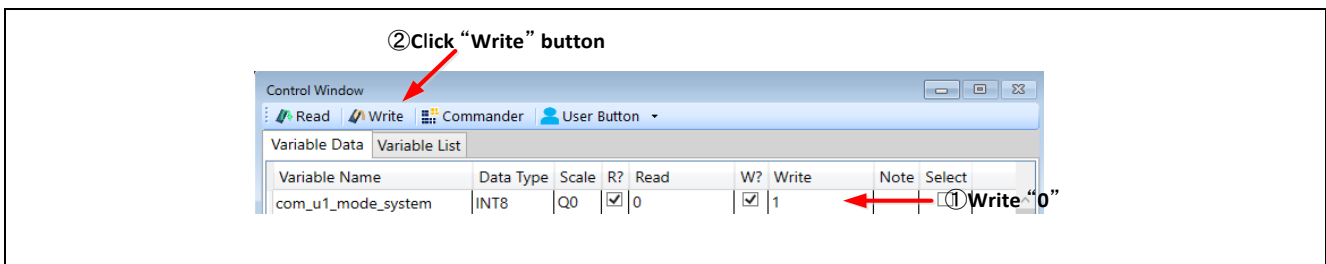 ②Click “Write” button
Control Window
Read Write Commander User Button
Variable Data Variable List
Variable Name Data Type Scale R? Read W? Write Note Select
com_u1_mode_system INT8 Q0 0 1
①Write “0”